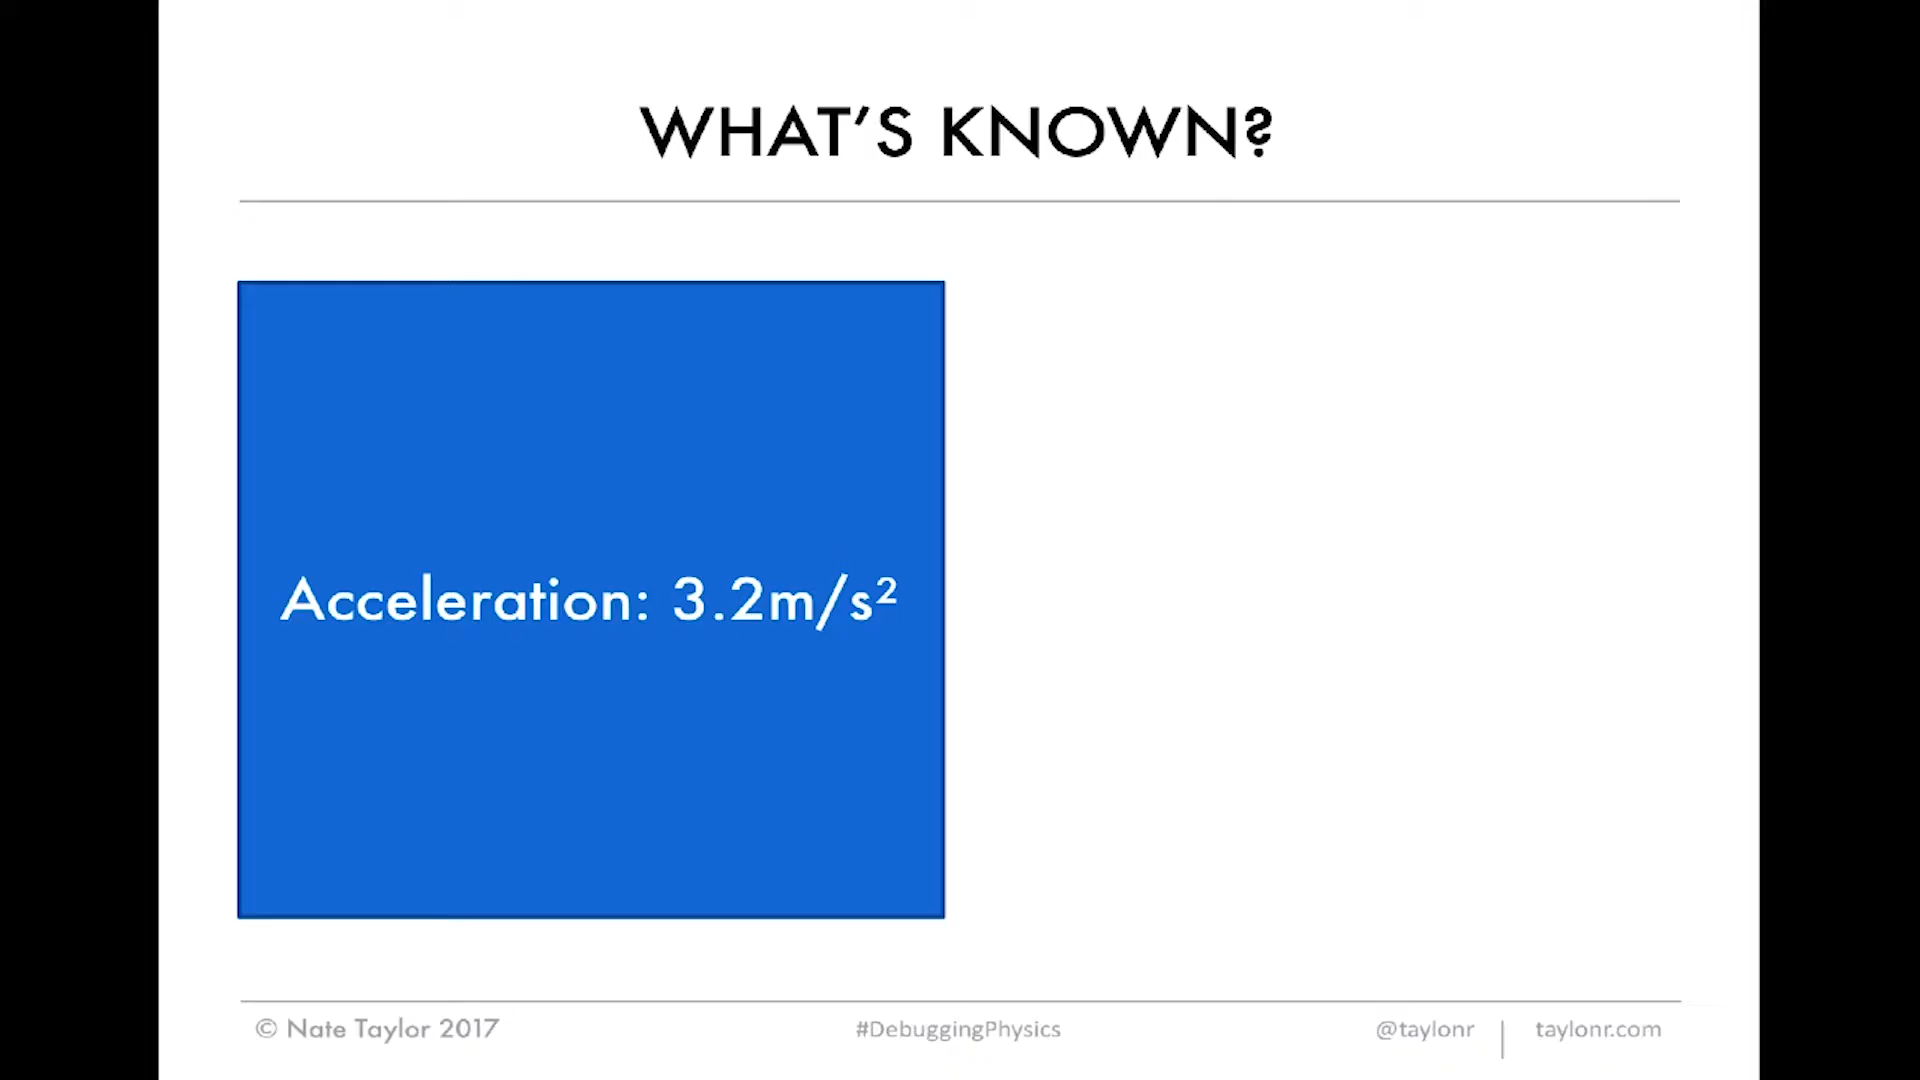 WHAT’S KNOWN?
Acceleration: 3.2m/s²
© Nate Taylor 2017
#DebuggingPhysics
@taylonr | taylonr.com